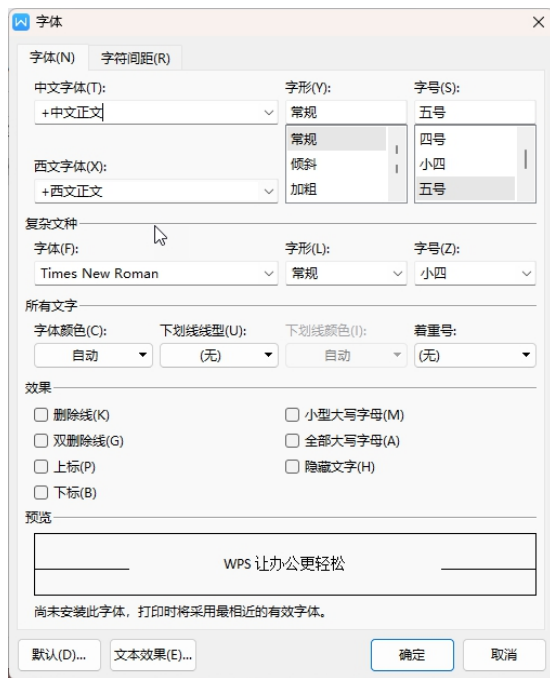 字体
字体(N) 字符间距(R)
中文字体(T): 字形(Y): 字号(S):
+中文正文 常规 五号
常规 四号
倾斜 小四
加粗 五号
西文字体(X):
+西文正文
复杂文种
字体(F): 字形(L): 字号(Z):
Times New Roman 常规 小四
所有文字
字体颜色(C): 下划线线型(U): 下划线颜色(I): 着重号:
自动 (无) 自动 (无)
效果
删除线(K) 小型大写字母(M)
双删除线(G) 全部大写字母(A)
上标(P) 隐藏文字(H)
下标(B)
预览
WPS 让办公更轻松
尚未安装此字体，打印时将采用最相近的有效字体。
默认(D)... 文本效果(E)... 确定 取消